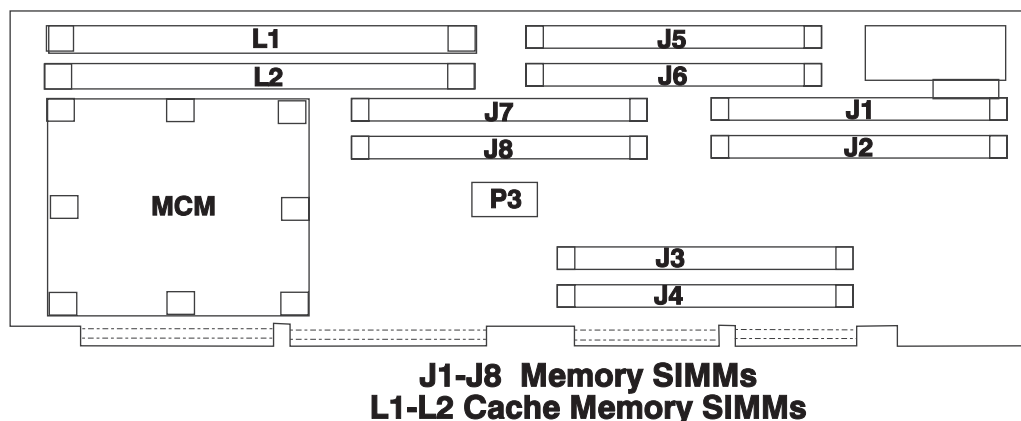 L1
J5
L2
J6
J7
J1
J8
J2
MCM
P3
J3
J4
J1-J8 Memory SIMMs
L1-L2 Cache Memory SIMMs